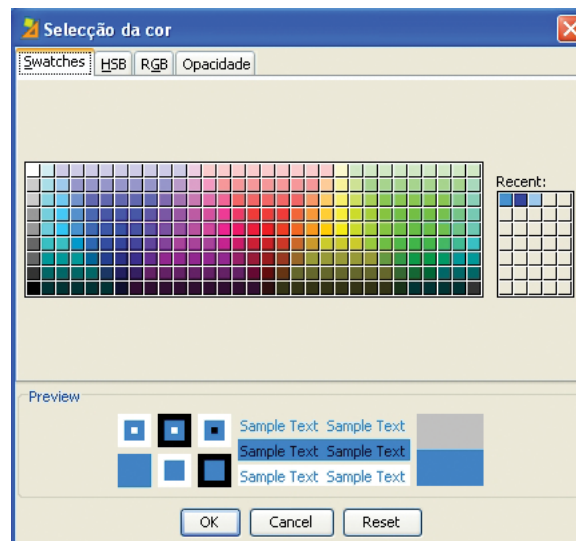 Selecção da cor
Swatches HSB RGB Opacidade
Recent:
Preview
Sample Text Sample Text
Sample Text Sample Text
Sample Text Sample Text
OK Cancel Reset